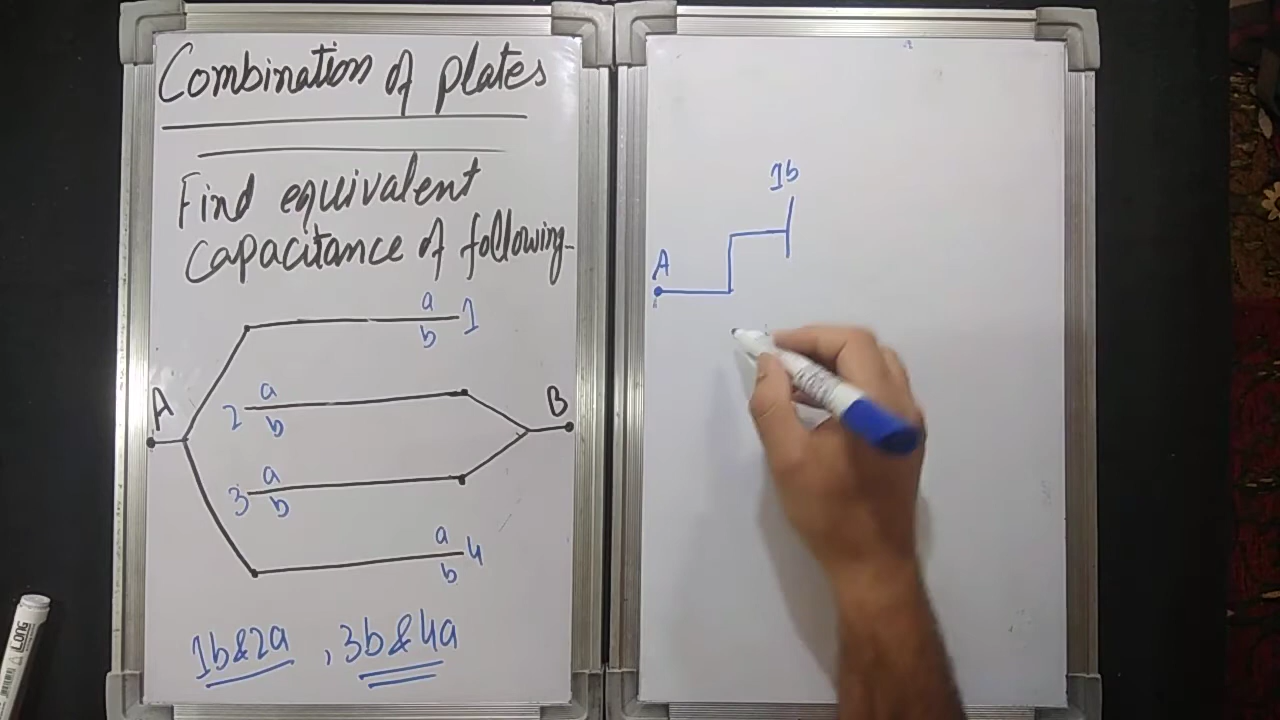 Combination of plates
Find equivalent
capacitance of following-
a
b
1
A
2
a
b
B
3
a
b
a
b
4
1b&2a, 3b&4a
1b
A
LONG